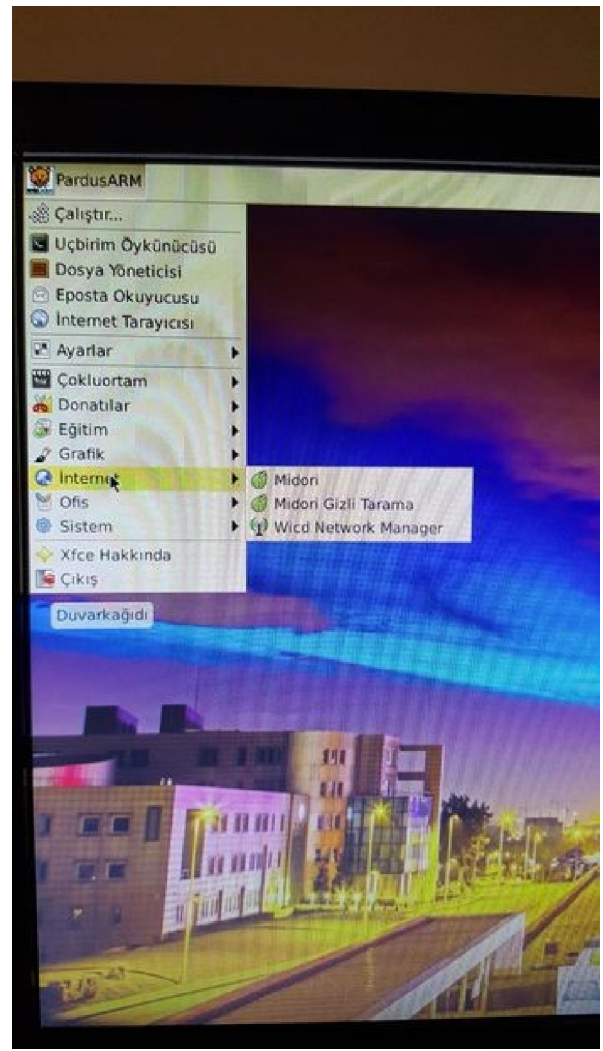 PardusARM
Çalıştır...
Uçbirim Öykünücüsü
Dosya Yöneticisi
Eposta Okuyucusu
İnternet Tarayıcısı
Ayarlar
Çokluortam
Donatılar
Eğitim
Grafik
İnternet
Midori
Ofis
Midori Gizli Tarama
Sistem
Wicd Network Manager
Xfce Hakkında
Çıkış
Duvarkağıdı